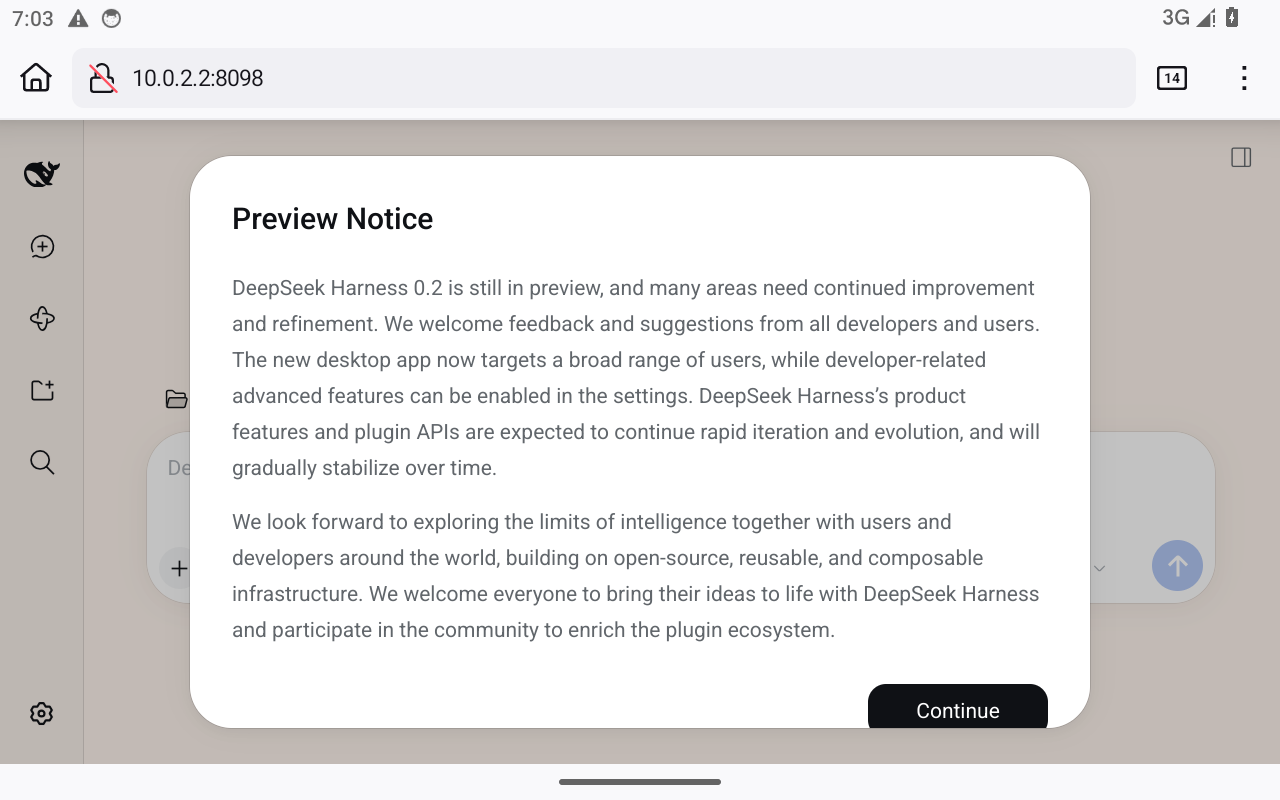 7:03
3G
10.0.2.2:8098
14
Preview Notice
DeepSeek Harness 0.2 is still in preview, and many areas need continued improvement
and refinement. We welcome feedback and suggestions from all developers and users.
The new desktop app now targets a broad range of users, while developer-related
advanced features can be enabled in the settings. DeepSeek Harness’s product
features and plugin APIs are expected to continue rapid iteration and evolution, and will
gradually stabilize over time.
De
We look forward to exploring the limits of intelligence together with users and
developers around the world, building on open-source, reusable, and composable
infrastructure. We welcome everyone to bring their ideas to life with DeepSeek Harness
and participate in the community to enrich the plugin ecosystem.
Continue